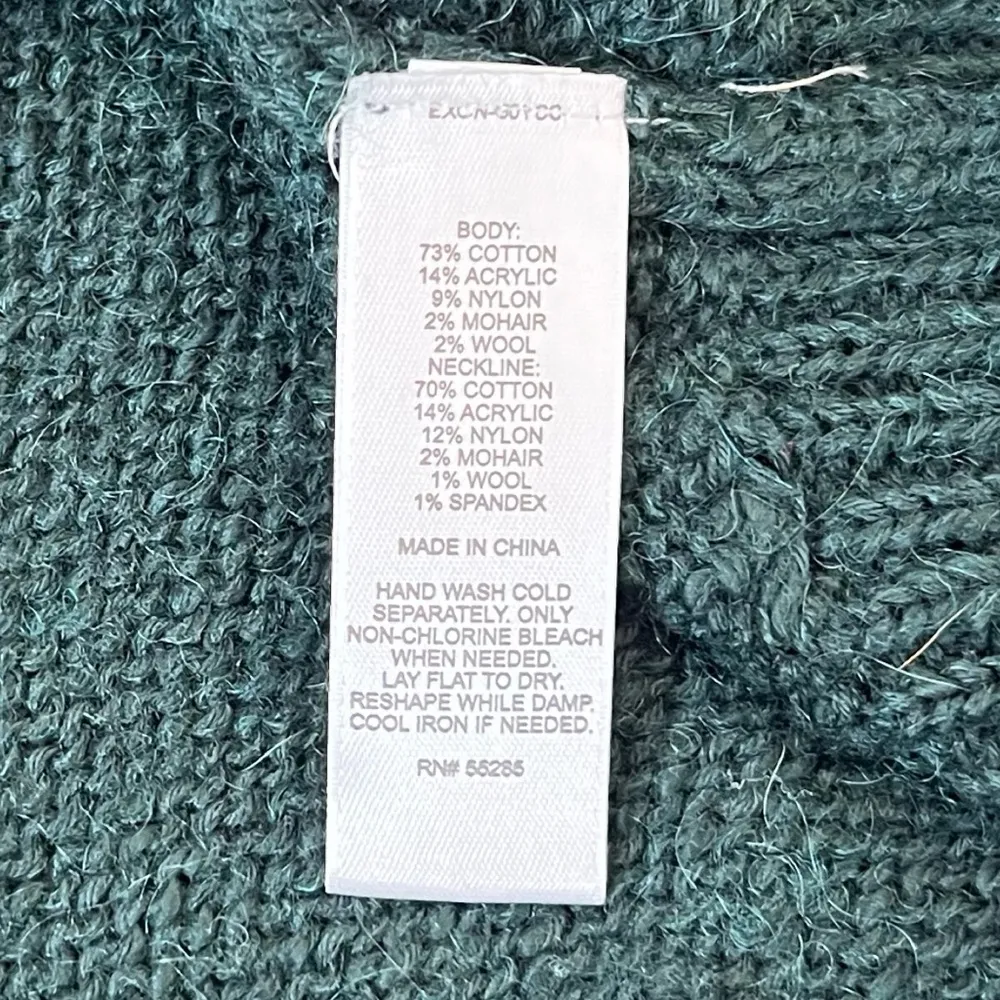 BODY:
73% COTTON
14% ACRYLIC
9% NYLON
2% MOHAIR
2% WOOL
NECKLINE:
70% COTTON
14% ACRYLIC
12% NYLON
2% MOHAIR
1% WOOL
1% SPANDEX
MADE IN CHINA
HAND WASH COLD
SEPARATELY. ONLY
NON-CHLORINE BLEACH
WHEN NEEDED.
LAY FLAT TO DRY.
RESHAPE WHILE DAMP.
COOL IRON IF NEEDED.
RN# 55285